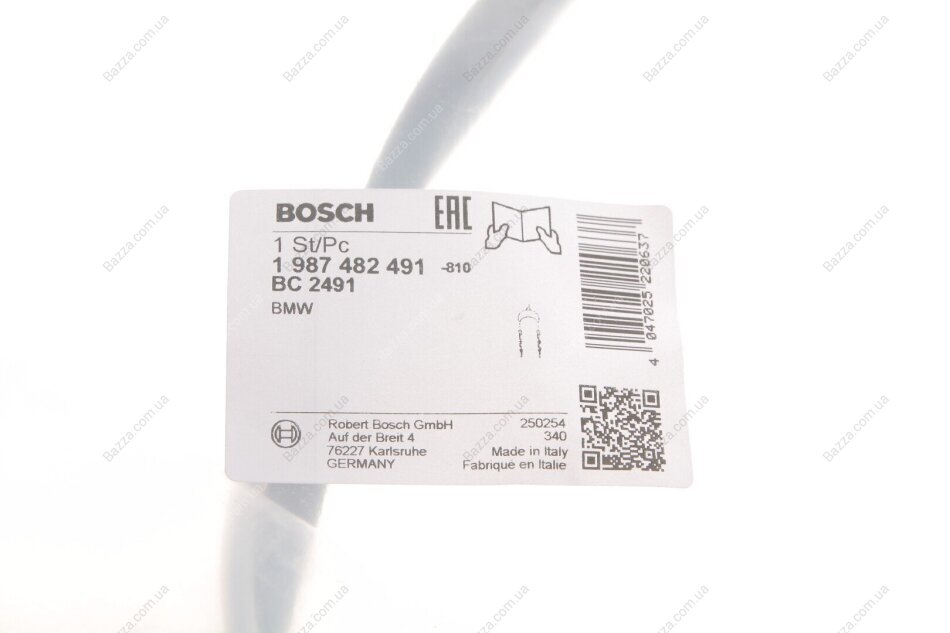 BOSCH
EAC
1 St/Pc
1 987 482 491 -810
BC 2491
BMW
4 047025 220637
Robert Bosch GmbH
Auf der Breit 4
76227 Karlsruhe
GERMANY
250254
340
Made in Italy
Fabriqué en Italie
Bazza.com.ua